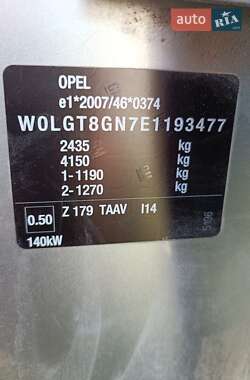 auto
RIA
OPEL
e1*2007/46*0374
W0LGT8GN7E1193477
2435 kg
4150 kg
1-1190 kg
2-1270 kg
0.50 Z 179 TAAV I14
140kW
5196